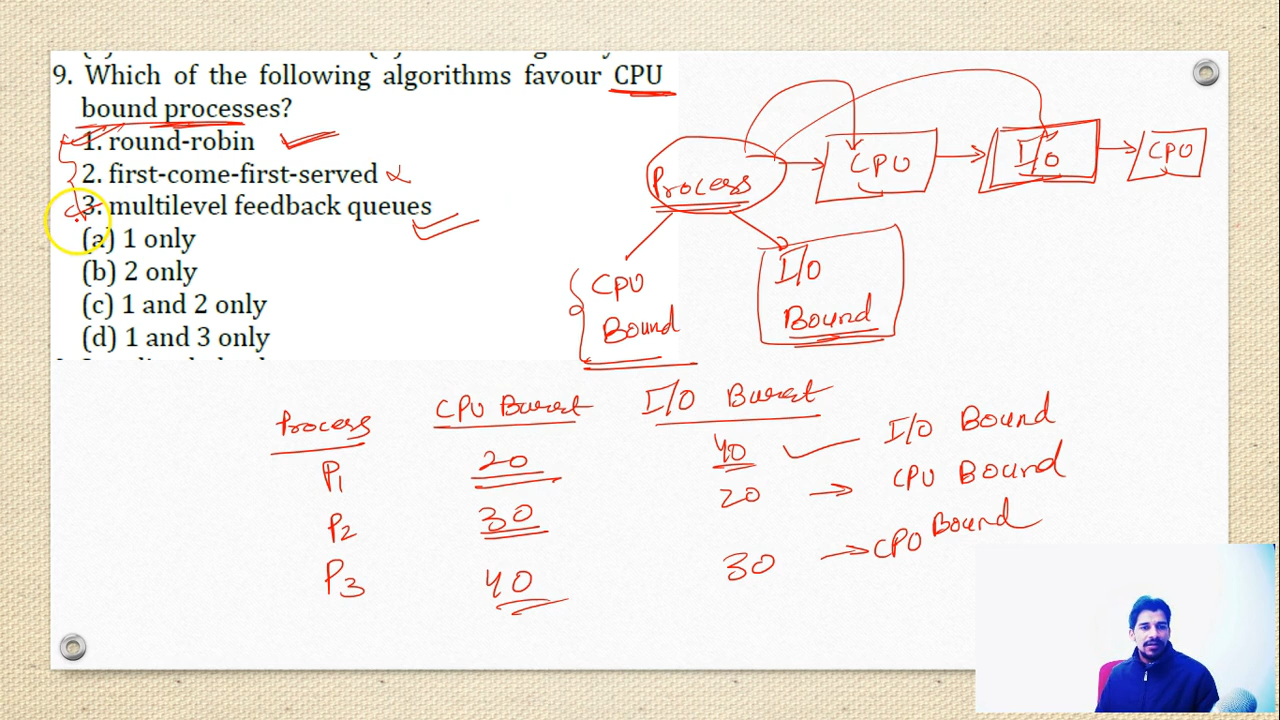 9. Which of the following algorithms favour CPU
bound processes?
1. round-robin
2. first-come-first-served
3. multilevel feedback queues
(a) 1 only
(b) 2 only
(c) 1 and 2 only
(d) 1 and 3 only
Process
CPU
I/O
CPU
CPU
Bound
I/O
Bound
Process CPU Burst I/O Burst
P1 20 40 I/O Bound
P2 30 20 CPU Bound
P3 40 30 CPU Bound